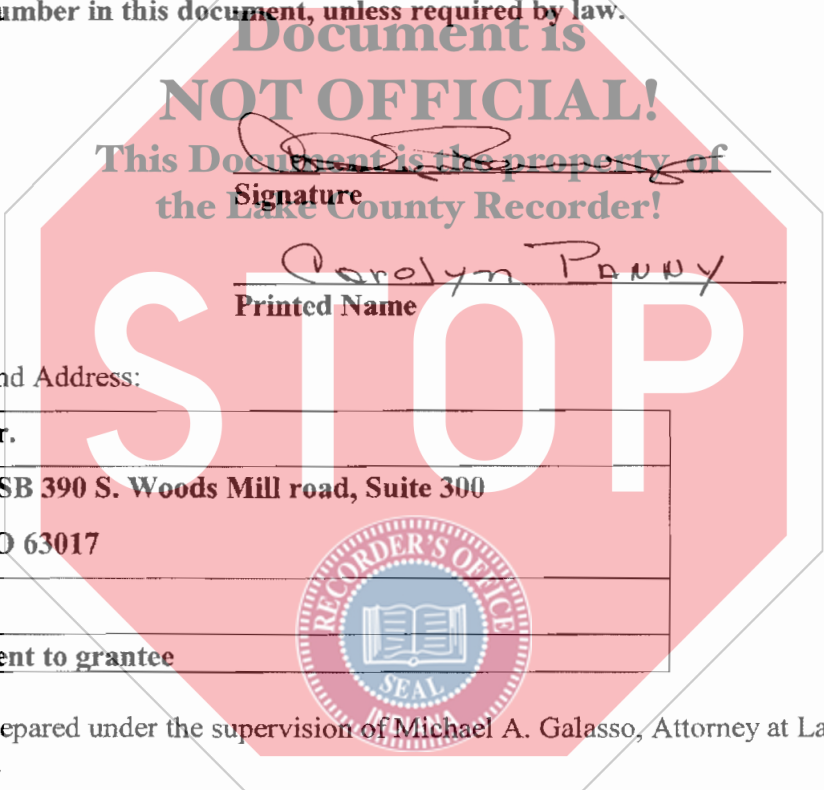 umber in this document, unless required by law.
Document is
NOT OFFICIAL!
This Document is the property of
the Lake County Recorder!
Signature
Carolyn Panny
Printed Name
STOP
nd Address:
r.
SB 390 S. Woods Mill road, Suite 300
O 63017
ent to grantee
RECORDER'S OFFICE
SEAL
INDIANA
epared under the supervision of Michael A. Galasso, Attorney at La